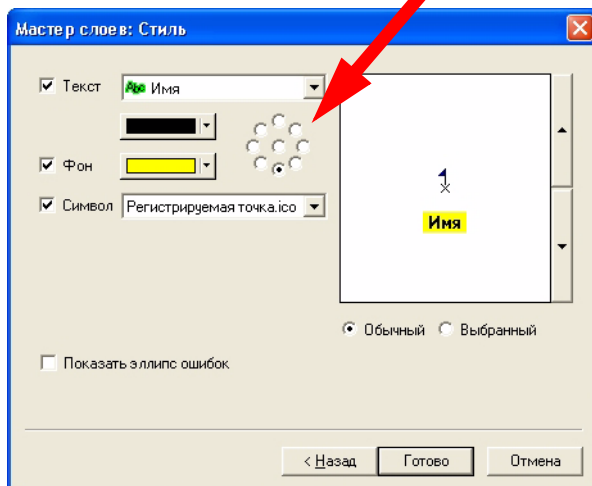 Мастер слоев: Стиль
Текст
Abc Имя
Фон
Символ
Регистрируемая точка.ico
Имя
Обычный
Выбранный
Показать эллипс ошибок
< Назад
Готово
Отмена